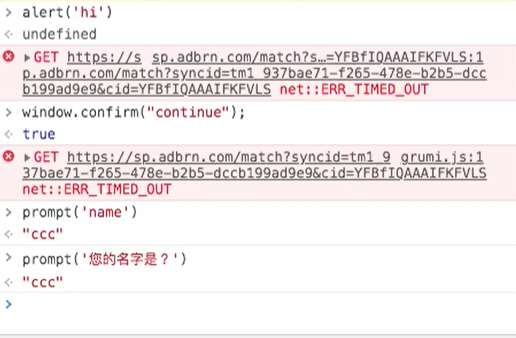 > alert('hi')
<· undefined
▶GET https://s sp.adbrn.com/match?s…=YFBfIQAAAIFKFVLS:1
p.adbrn.com/match?syncid=tm1_937bae71-f265-478e-b2b5-dcc
b199ad9e9&cid=YFBfIQAAAIFKFVLS net::ERR_TIMED_OUT
> window.confirm("continue");
<· true
▶GET https://sp.adbrn.com/match?syncid=tm1_9 grumi.js:1
37bae71-f265-478e-b2b5-dccb199ad9e9&cid=YFBfIQAAAIFKFVLS
net::ERR_TIMED_OUT
> prompt('name')
<· "ccc"
> prompt('您的名字是？')
<· "ccc"
>